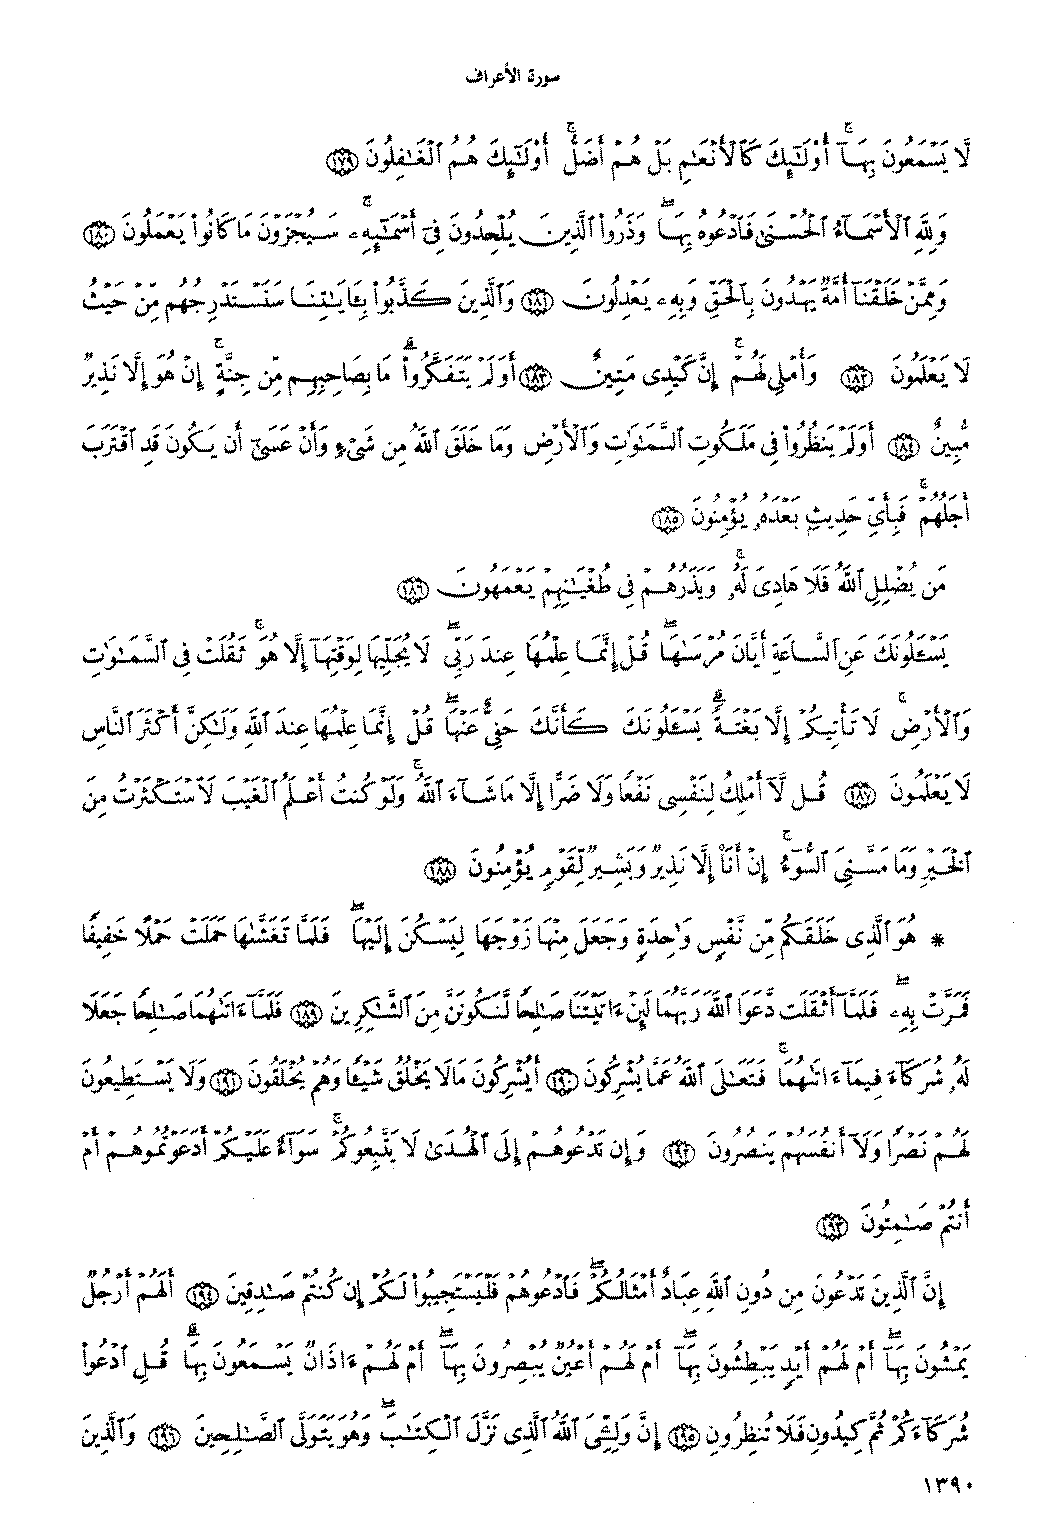 سورة الأعراف
لَّا يَسۡمَعُونَ بِهَآۚ أُوْلَٰٓئِكَ كَٱلۡأَنۡعَٰمِ بَلۡ هُمۡ أَضَلُّۚ أُوْلَٰٓئِكَ هُمُ ٱلۡغَٰفِلُونَ ١٧٩
وَلِلَّهِ ٱلۡأَسۡمَآءُ ٱلۡحُسۡنَىٰ فَٱدۡعُوهُ بِهَاۖ وَذَرُواْ ٱلَّذِينَ يُلۡحِدُونَ فِيٓ أَسۡمَٰٓئِهِۦۚ سَيُجۡزَوۡنَ مَا كَانُواْ يَعۡمَلُونَ ١٨٠
وَمِمَّنۡ خَلَقۡنَآ أُمَّةٞ يَهۡدُونَ بِٱلۡحَقِّ وَبِهِۦ يَعۡدِلُونَ ١٨١ وَٱلَّذِينَ كَذَّبُواْ بِـَٔايَٰتِنَا سَنَسۡتَدۡرِجُهُم مِّنۡ حَيۡثُ
لَا يَعۡلَمُونَ ١٨٢ وَأُمۡلِي لَهُمۡۚ إِنَّ كَيۡدِي مَتِينٌ ١٨٣ أَوَلَمۡ يَتَفَكَّرُواْۗ مَا بِصَاحِبِهِم مِّن جِنَّةٍۚ إِنۡ هُوَ إِلَّا نَذِيرٞ
مُّبِينٌ ١٨٤ أَوَلَمۡ يَنظُرُواْ فِي مَلَكُوتِ ٱلسَّمَٰوَٰتِ وَٱلۡأَرۡضِ وَمَا خَلَقَ ٱللَّهُ مِن شَيۡءٖ وَأَنۡ عَسَىٰٓ أَن يَكُونَ قَدِ ٱقۡتَرَبَ
أَجَلُهُمۡۚ فَبِأَيِّ حَدِيثِۭ بَعۡدَهُۥ يُؤۡمِنُونَ ١٨٥
مَن يُضۡلِلِ ٱللَّهُ فَلَا هَادِيَ لَهُۥۚ وَيَذَرُهُمۡ فِي طُغۡيَٰنِهِمۡ يَعۡمَهُونَ ١٨٦
يَسۡـَٔلُونَكَ عَنِ ٱلسَّاعَةِ أَيَّانَ مُرۡسَىٰهَاۖ قُلۡ إِنَّمَا عِلۡمُهَا عِندَ رَبِّيۖ لَا يُجَلِّيهَا لِوَقۡتِهَآ إِلَّا هُوَۚ ثَقُلَتۡ فِي ٱلسَّمَٰوَٰتِ
وَٱلۡأَرۡضِۚ لَا تَأۡتِيكُمۡ إِلَّا بَغۡتَةٗۗ يَسۡـَٔلُونَكَ كَأَنَّكَ حَفِيٌّ عَنۡهَاۖ قُلۡ إِنَّمَا عِلۡمُهَا عِندَ ٱللَّهِ وَلَٰكِنَّ أَكۡثَرَ ٱلنَّاسِ
لَا يَعۡلَمُونَ ١٨٧ قُل لَّآ أَمۡلِكُ لِنَفۡسِي نَفۡعٗا وَلَا ضَرًّا إِلَّا مَا شَآءَ ٱللَّهُۚ وَلَوۡ كُنتُ أَعۡلَمُ ٱلۡغَيۡبَ لَٱسۡتَكۡثَرۡتُ مِنَ
ٱلۡخَيۡرِ وَمَا مَسَّنِيَ ٱلسُّوٓءُۚ إِنۡ أَنَا۠ إِلَّا نَذِيرٞ وَبَشِيرٞ لِّقَوۡمٖ يُؤۡمِنُونَ ١٨٨
* هُوَ ٱلَّذِي خَلَقَكُم مِّن نَّفۡسٖ وَٰحِدَةٖ وَجَعَلَ مِنۡهَا زَوۡجَهَا لِيَسۡكُنَ إِلَيۡهَاۖ فَلَمَّا تَغَشَّىٰهَا حَمَلَتۡ حَمۡلًا خَفِيفٗا
فَمَرَّتۡ بِهِۦۖ فَلَمَّآ أَثۡقَلَت دَّعَوَا ٱللَّهَ رَبَّهُمَا لَئِنۡ ءَاتَيۡتَنَا صَٰلِحٗا لَّنَكُونَنَّ مِنَ ٱلشَّٰكِرِينَ ١٨٩ فَلَمَّآ ءَاتَىٰهُمَا صَٰلِحٗا جَعَلَا
لَهُۥ شُرَكَآءَ فِيمَآ ءَاتَىٰهُمَاۚ فَتَعَٰلَى ٱللَّهُ عَمَّا يُشۡرِكُونَ ١٩٠ أَيُشۡرِكُونَ مَا لَا يَخۡلُقُ شَيۡـٔٗا وَهُمۡ يُخۡلَقُونَ ١٩١ وَلَا يَسۡتَطِيعُونَ
لَهُمۡ نَصۡرٗا وَلَآ أَنفُسَهُمۡ يَنصُرُونَ ١٩٢ وَإِن تَدۡعُوهُمۡ إِلَى ٱلۡهُدَىٰ لَا يَتَّبِعُوكُمۡۚ سَوَآءٌ عَلَيۡكُمۡ أَدَعَوۡتُمُوهُمۡ أَمۡ
أَنتُمۡ صَٰمِتُونَ ١٩٣
إِنَّ ٱلَّذِينَ تَدۡعُونَ مِن دُونِ ٱللَّهِ عِبَادٌ أَمۡثَالُكُمۡۖ فَٱدۡعُوهُمۡ فَلۡيَسۡتَجِيبُواْ لَكُمۡ إِن كُنتُمۡ صَٰدِقِينَ ١٩٤ أَلَهُمۡ أَرۡجُلٞ
يَمۡشُونَ بِهَآۖ أَمۡ لَهُمۡ أَيۡدٖ يَبۡطِشُونَ بِهَآۖ أَمۡ لَهُمۡ أَعۡيُنٞ يُبۡصِرُونَ بِهَآۖ أَمۡ لَهُمۡ ءَاذَانٞ يَسۡمَعُونَ بِهَاۗ قُلِ ٱدۡعُواْ
شُرَكَآءَكُمۡ ثُمَّ كِيدُونِ فَلَا تُنظِرُونِ ١٩٥ إِنَّ وَلِـِّۧيَ ٱللَّهُ ٱلَّذِي نَزَّلَ ٱلۡكِتَٰبَۖ وَهُوَ يَتَوَلَّى ٱلصَّٰلِحِينَ ١٩٦ وَٱلَّذِينَ
١٣٩٠